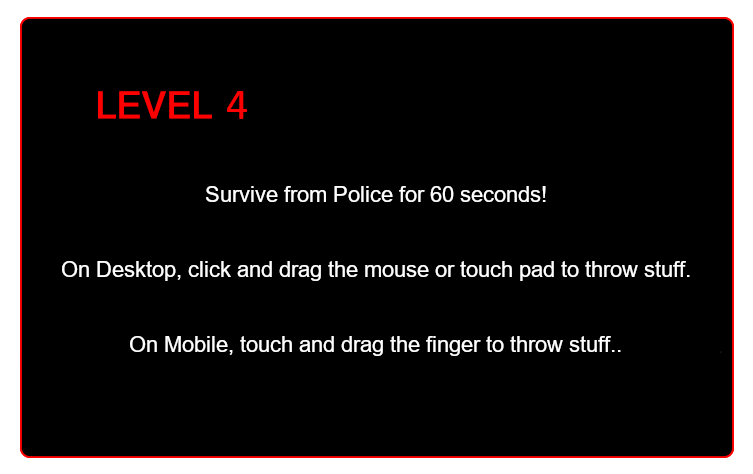 LEVEL 4
Survive from Police for 60 seconds!
On Desktop, click and drag the mouse or touch pad to throw stuff.
On Mobile, touch and drag the finger to throw stuff..